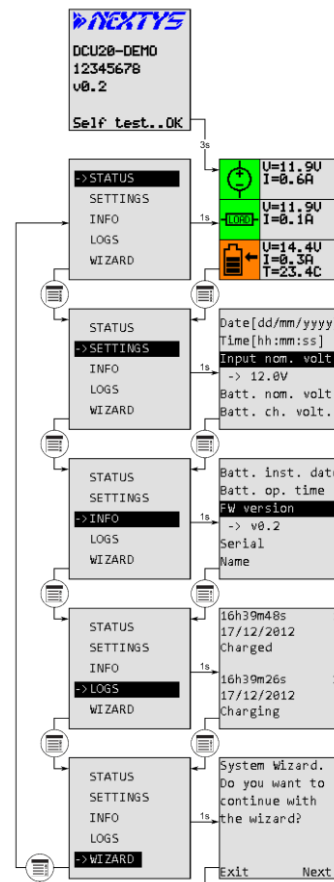 NEXTYS
DCU20-DEMO
12345678
v0.2
Self test..OK
3s
->STATUS
SETTINGS
INFO
LOGS
WIZARD
1s
V=11.9V
I=0.6A
LOAD
V=11.9V
I=0.1A
V=14.4V
I=0.3A
T=23.4C
STATUS
->SETTINGS
INFO
LOGS
WIZARD
1s
Date[dd/mm/yyyy
Time[hh:mm:ss]
Input nom. volt
-> 12.0V
Batt. nom. volt
Batt. ch. volt.
STATUS
SETTINGS
->INFO
LOGS
WIZARD
1s
Batt. inst. dat
Batt. op. time
FW version
-> v0.2
Serial
Name
STATUS
SETTINGS
INFO
->LOGS
WIZARD
1s
16h39m48s
17/12/2012
Charged
16h39m26s
17/12/2012
Charging
STATUS
SETTINGS
INFO
LOGS
->WIZARD
1s
System Wizard.
Do you want to
continue with
the wizard?
Exit Next